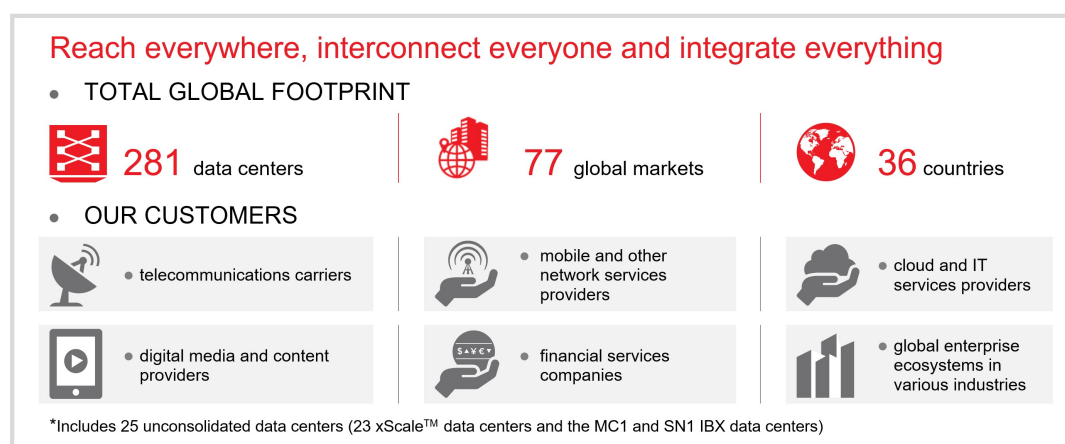 Reach everywhere, interconnect everyone and integrate everything
• TOTAL GLOBAL FOOTPRINT
281 data centers
77 global markets
36 countries
• OUR CUSTOMERS
• telecommunications carriers
• mobile and other
network services
providers
• cloud and IT
services providers
• digital media and content
providers
$▲¥€▼
• financial services
companies
• global enterprise
ecosystems in
various industries
*Includes 25 unconsolidated data centers (23 xScale™ data centers and the MC1 and SN1 IBX data centers)